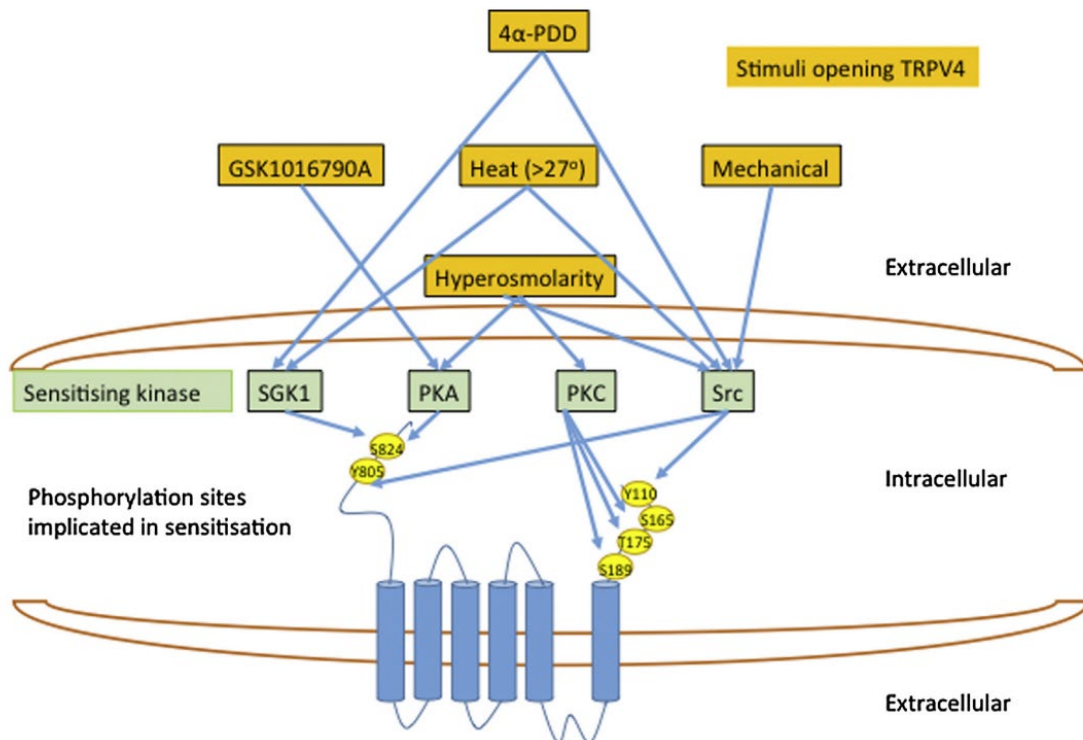 4α-PDD
Stimuli opening TRPV4
GSK1016790A
Heat (>27°)
Mechanical
Hyperosmolarity
Extracellular
Sensitising kinase
SGK1
PKA
PKC
Src
S824
Y805
Intracellular
Phosphorylation sites
implicated in sensitisation
Y110
S165
T175
S189
Extracellular